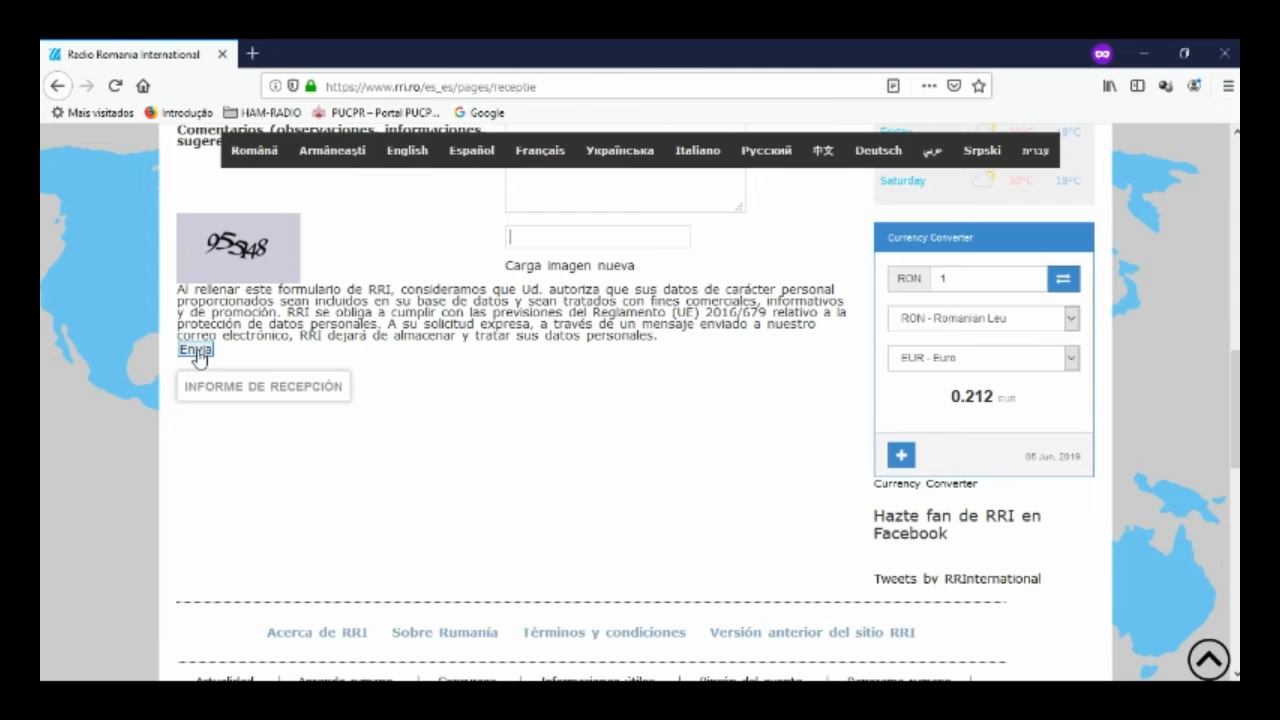 Radio Romania International
https://www.rri.ro/es_es/pages/receptie
Mais visitados Introdução HAM-RADIO PUCPR – Portal PUCP... Google
Comentarios (observaciones, informaciones,
Română Armâneaşti English Español Français Українська Italiano Русский 中文 Deutsch عربي Srpski עברית
Friday 18°C
Saturday 30°C 18°C
Carga imagen nueva
Al rellenar este formulario de RRI, consideramos que Ud. autoriza que sus datos de carácter personal
proporcionados sean incluidos en su base de datos y sean tratados con fines comerciales, informativos
y de promoción. RRI se obliga a cumplir con las previsiones del Reglamento (UE) 2016/679 relativo a la
protección de datos personales. A su solicitud expresa, a través de un mensaje enviado a nuestro
correo electrónico, RRI dejará de almacenar y tratar sus datos personales.
Envia
INFORME DE RECEPCIÓN
Currency Converter
RON 1
RON - Romanian Leu
EUR - Euro
0.212 EUR
06 Jun, 2019
Currency Converter
Hazte fan de RRI en
Facebook
Tweets by RRInternational
Acerca de RRI Sobre Rumanía Términos y condiciones Versión anterior del sitio RRI